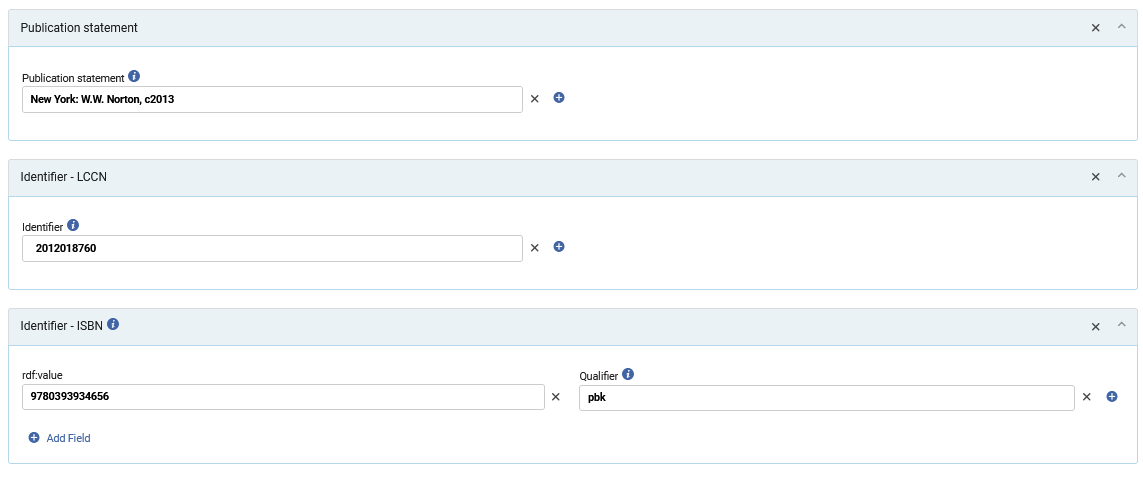 Publication statement
Publication statement
New York: W.W. Norton, c2013
Identifier - LCCN
Identifier
2012018760
Identifier - ISBN
rdf:value
Qualifier
9780393934656
pbk
Add Field